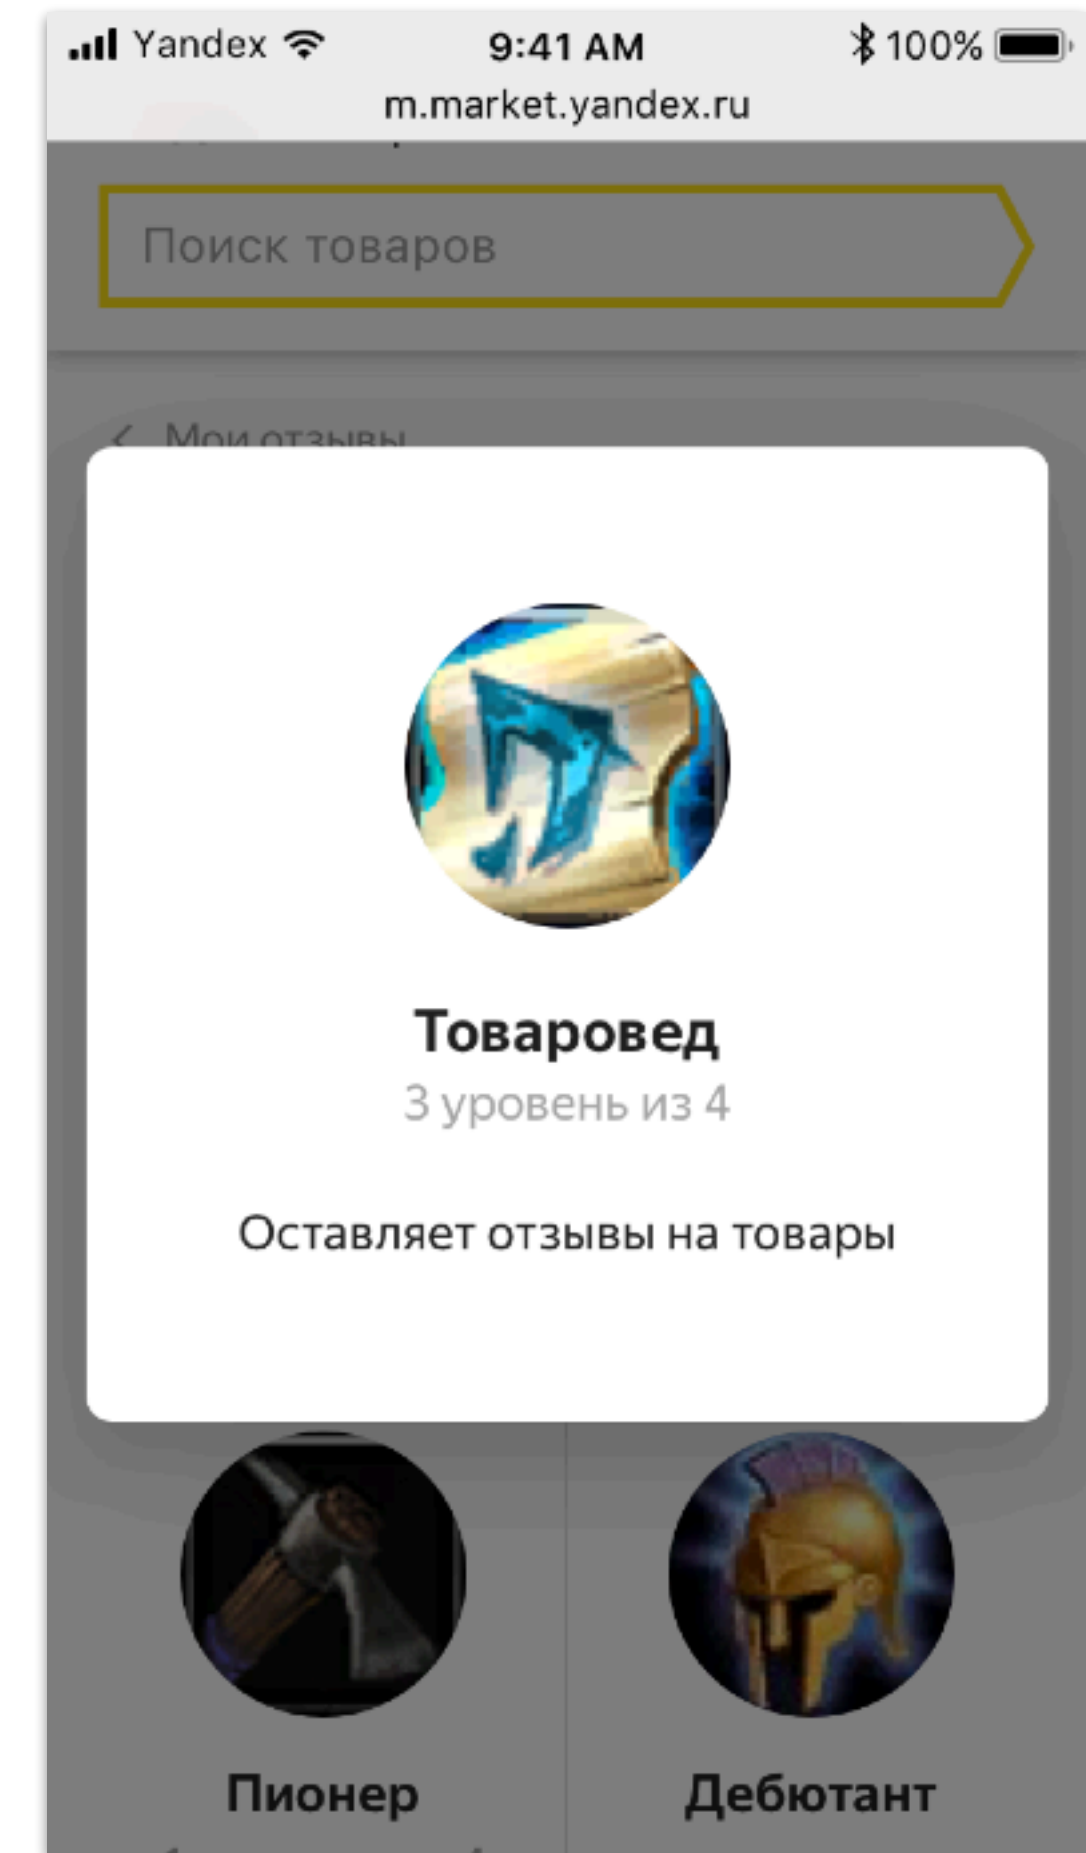 Yandex 9:41 AM 100%
m.market.yandex.ru
Поиск товаров
Мои отзывы
Товаровед
3 уровень из 4
Оставляет отзывы на товары
Пионер Дебютант